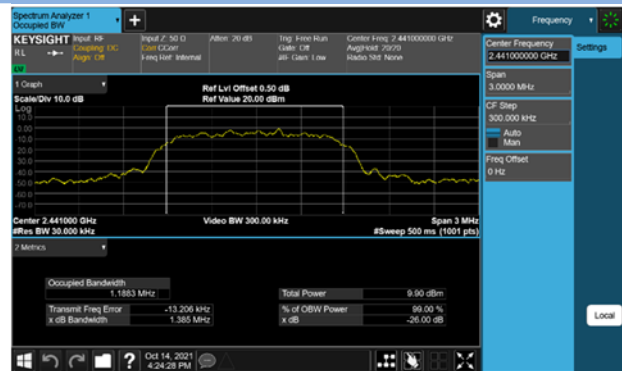 Spectrum Analyzer 1
Occupied BW
Frequency
KEYSIGHT
Input: RF
Coupling: DC
Align: Off
Input Z: 50 Ω
Corr CCorr
Freq Ref: Internal
Atten: 20 dB
Trig: Free Run
Gate: Off
#IF Gain: Low
Center Freq: 2.441000000 GHz
Avg|Hold: 20/20
Radio Std: None
RL
Center Frequency
2.441000000 GHz
Settings
Span
3.0000 MHz
CF Step
300.000 kHz
Auto
Man
Freq Offset
0 Hz
Local
1 Graph
Scale/Div 10.0 dB
Ref Lvl Offset 0.50 dB
Ref Value 20.00 dBm
Log
10.0
0.00
-10.0
-20.0
-30.0
-40.0
-50.0
-60.0
-70.0
Center 2.441000 GHz
#Res BW 30.000 kHz
Video BW 300.00 kHz
Span 3 MHz
#Sweep 500 ms (1001 pts)
2 Metrics
Occupied Bandwidth
1.1883 MHz
Total Power 9.90 dBm
Transmit Freq Error -13.206 kHz
% of OBW Power 99.00 %
x dB Bandwidth 1.385 MHz
x dB -26.00 dB
Oct 14, 2021
4:24:28 PM